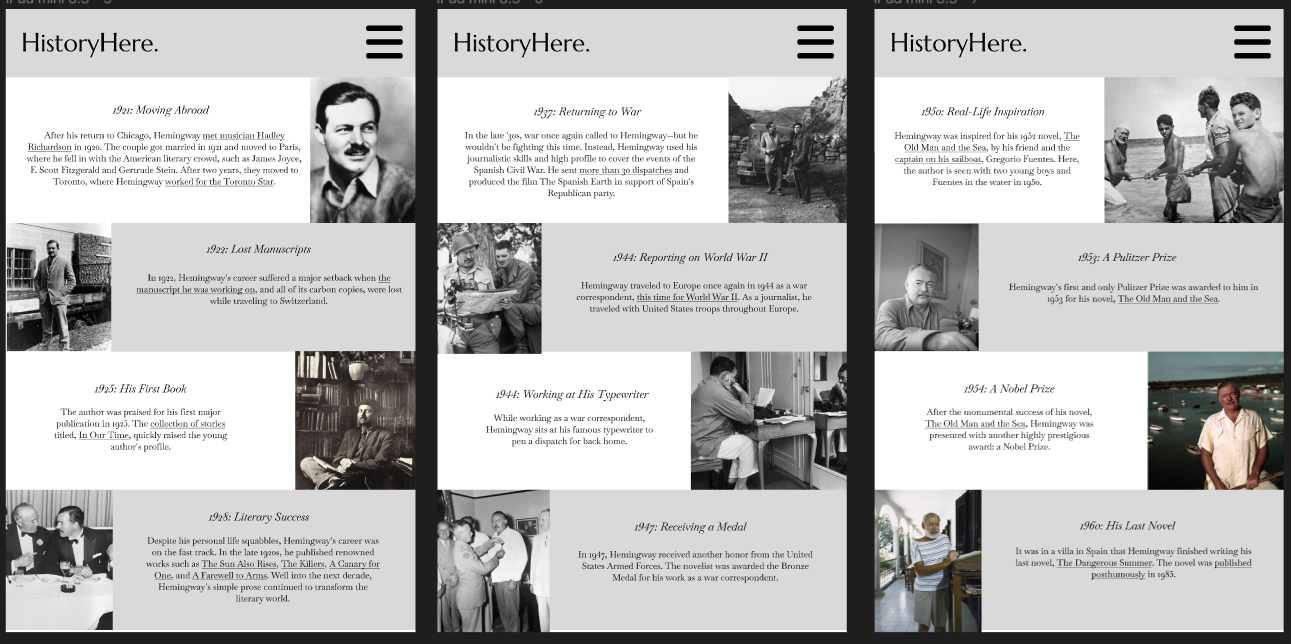 HistoryHere.
1921: Moving Abroad
After his return to Chicago, Hemingway met musician Hadley
Richardson in 1920. The couple got married in 1921 and moved to Paris,
where he fell in with the American literary crowd, such as James Joyce,
F. Scott Fitzgerald and Gertrude Stein. After two years, they moved to
Toronto, where Hemingway worked for the Toronto Star.
1922: Lost Manuscripts
In 1922, Hemingway's career suffered a major setback when the
manuscript he was working on, and all of its carbon copies, were lost
while traveling to Switzerland.
1925: His First Book
The author was praised for his first major
publication in 1925. The collection of stories
titled, In Our Time, quickly raised the young
author's profile.
1928: Literary Success
Despite his personal life squabbles, Hemingway's career was
on the fast track. In the late 1920s, he published renowned
works such as The Sun Also Rises, The Killers, A Canary for
One, and A Farewell to Arms. Well into the next decade,
Hemingway's simple prose continued to transform the
literary world.
HistoryHere.
1937: Returning to War
In the late '30s, war once again called to Hemingway—but he
wouldn't be fighting this time. Instead, Hemingway used his
journalistic skills and high profile to cover the events of the
Spanish Civil War. He sent more than 30 dispatches and
produced the film The Spanish Earth in support of Spain's
Republican party.
1944: Reporting on World War II
Hemingway traveled to Europe once again in 1944 as a war
correspondent, this time for World War II. As a journalist, he
traveled with United States troops throughout Europe.
1944: Working at His Typewriter
While working as a war correspondent,
Hemingway sits at his famous typewriter to
pen a dispatch for back home.
1947: Receiving a Medal
In 1947, Hemingway received another honor from the United
States Armed Forces. The novelist was awarded the Bronze
Medal for his work as a war correspondent.
HistoryHere.
1950: Real-Life Inspiration
Hemingway was inspired for his 1952 novel, The
Old Man and the Sea, by his friend and the
captain on his sailboat, Gregorio Fuentes. Here,
the author is seen with two young boys and
Fuentes in the water in 1950.
1953: A Pulitzer Prize
Hemingway's first and only Pulitzer Prize was awarded to him in
1953 for his novel, The Old Man and the Sea.
1954: A Nobel Prize
After the monumental success of his novel,
The Old Man and the Sea, Hemingway was
presented with another highly prestigious
award: a Nobel Prize.
1960: His Last Novel
It was in a villa in Spain that Hemingway finished writing his
last novel, The Dangerous Summer. The novel was published
posthumously in 1985.